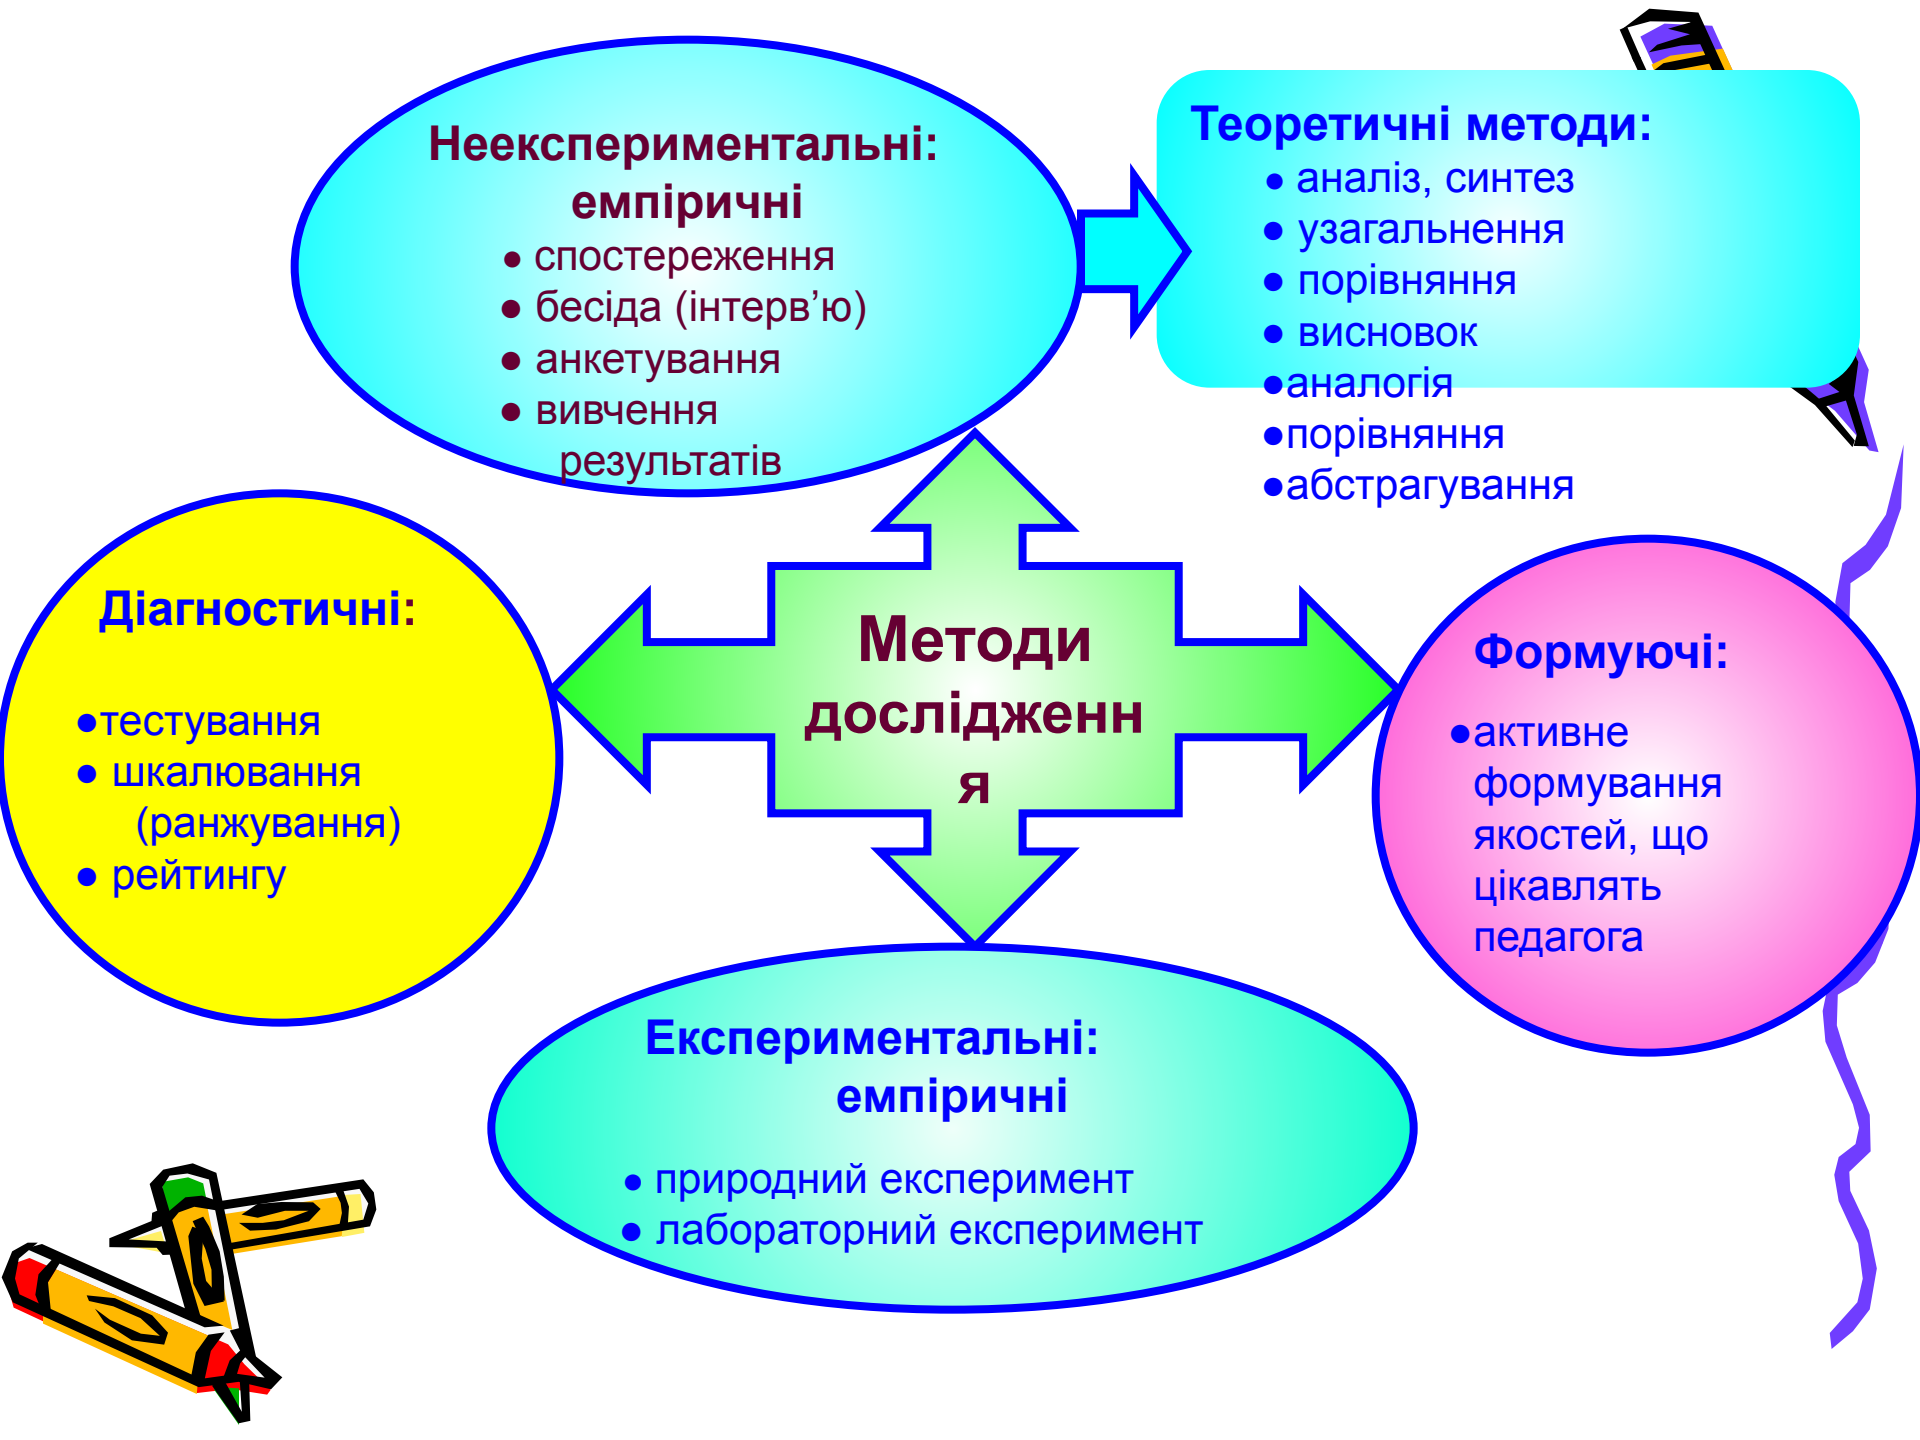 Неекспериментальні:
емпіричні
● спостереження
● бесіда (інтерв’ю)
● анкетування
● вивчення
результатів
Теоретичні методи:
● аналіз, синтез
● узагальнення
● порівняння
● висновок
●аналогія
●порівняння
●абстрагування
Діагностичні:
●тестування
● шкалювання
(ранжування)
● рейтингу
Методи
дослідженн
я
Формуючі:
●активне
формування
якостей, що
цікавлять
педагога
Експериментальні:
емпіричні
● природний експеримент
● лабораторний експеримент